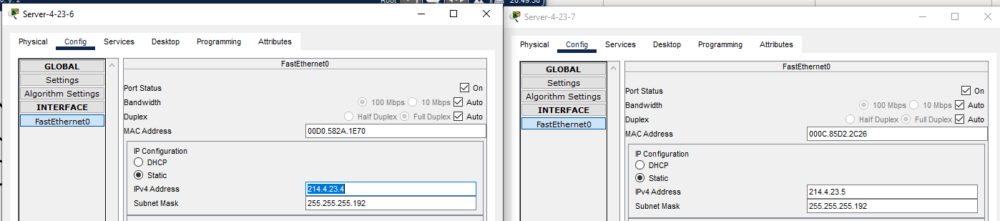 Root
20:49:30
Server-4-23-6
Physical Config Services Desktop Programming Attributes
GLOBAL
Settings
Algorithm Settings
INTERFACE
FastEthernet0
FastEthernet0
Port Status On
Bandwidth 100 Mbps 10 Mbps Auto
Duplex Half Duplex Full Duplex Auto
MAC Address 00D0.582A.1E70
IP Configuration
DHCP
Static
IPv4 Address 214.4.23.4
Subnet Mask 255.255.255.192
Server-4-23-7
Physical Config Services Desktop Programming Attributes
GLOBAL
Settings
Algorithm Settings
INTERFACE
FastEthernet0
FastEthernet0
Port Status On
Bandwidth 100 Mbps 10 Mbps Auto
Duplex Half Duplex Full Duplex Auto
MAC Address 000C.85D2.2C26
IP Configuration
DHCP
Static
IPv4 Address 214.4.23.5
Subnet Mask 255.255.255.192